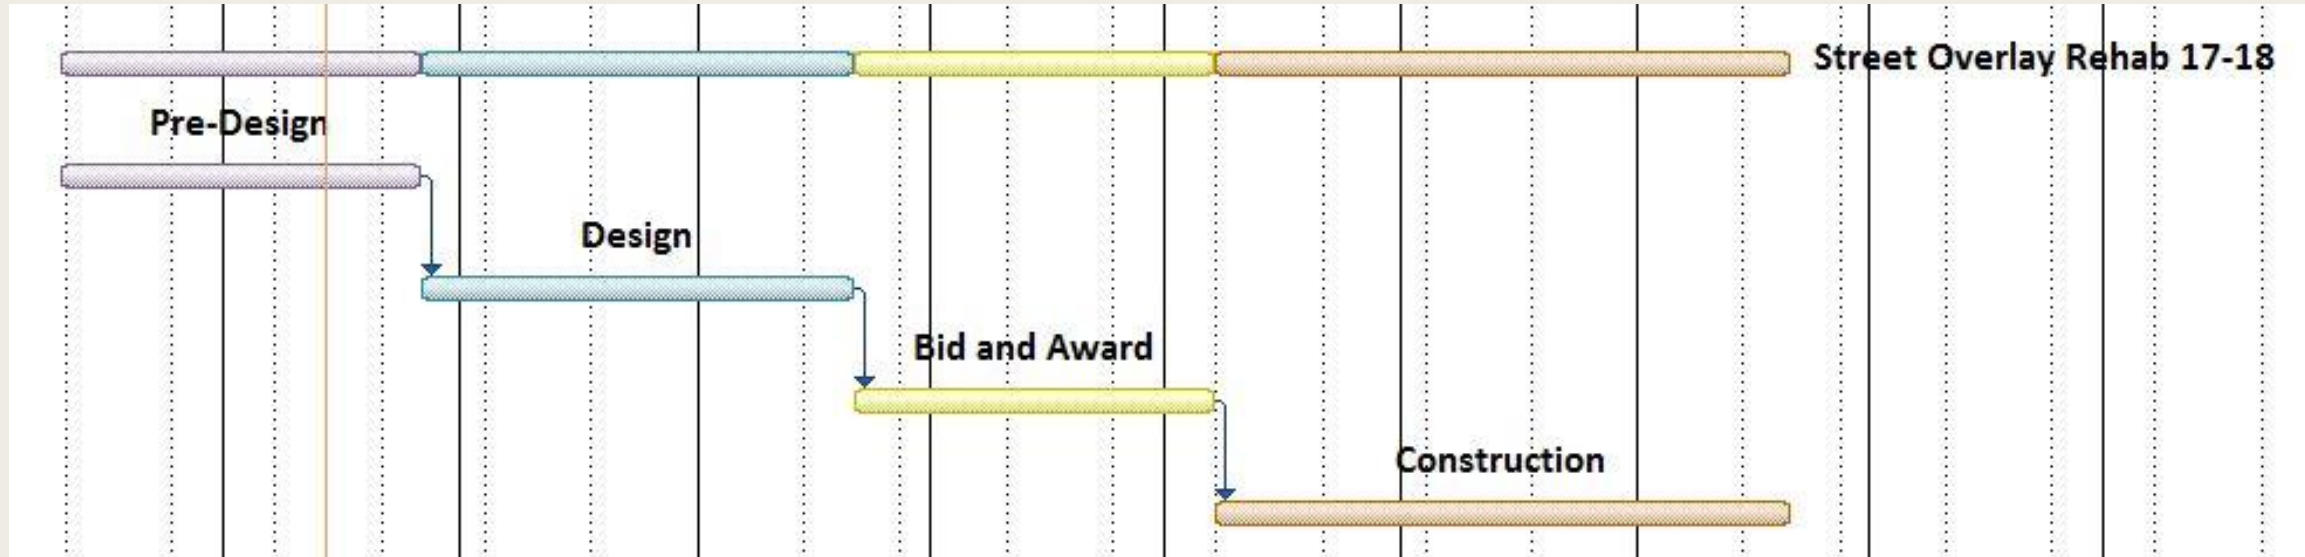 Street Overlay Rehab 17-18
Pre-Design
Design
Bid and Award
Construction